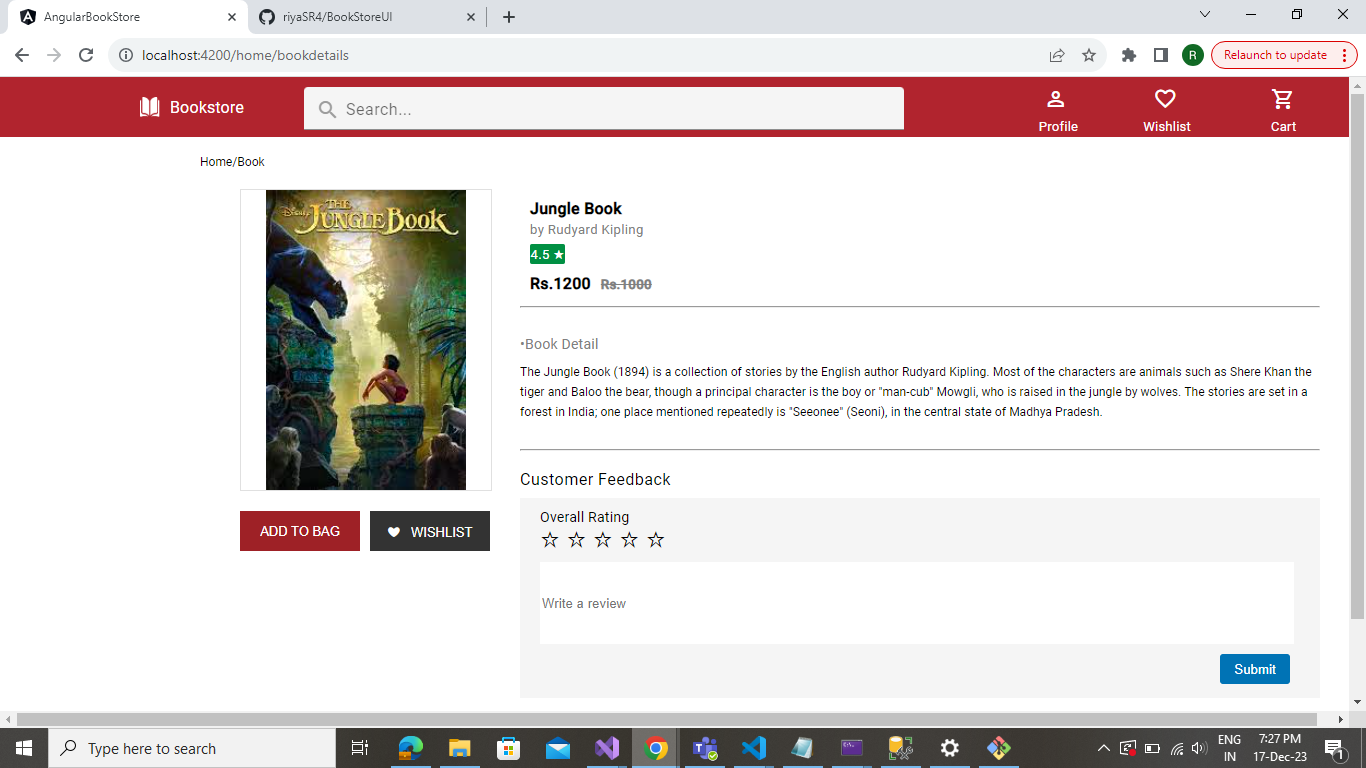 AngularBookStore
riyaSR4/BookStoreUI
localhost:4200/home/bookdetails
R
Relaunch to update
Bookstore
Search...
Profile
Wishlist
Cart
Home/Book
Disney
THE
JUNGLE BOOK
Jungle Book
by Rudyard Kipling
4.5 ★
Rs.1200 Rs.1000
•Book Detail
The Jungle Book (1894) is a collection of stories by the English author Rudyard Kipling. Most of the characters are animals such as Shere Khan the
tiger and Baloo the bear, though a principal character is the boy or "man-cub" Mowgli, who is raised in the jungle by wolves. The stories are set in a
forest in India; one place mentioned repeatedly is "Seeonee" (Seoni), in the central state of Madhya Pradesh.
ADD TO BAG
WISHLIST
Customer Feedback
Overall Rating
Write a review
Submit
Type here to search
ENG
IN
7:27 PM
17-Dec-23
1